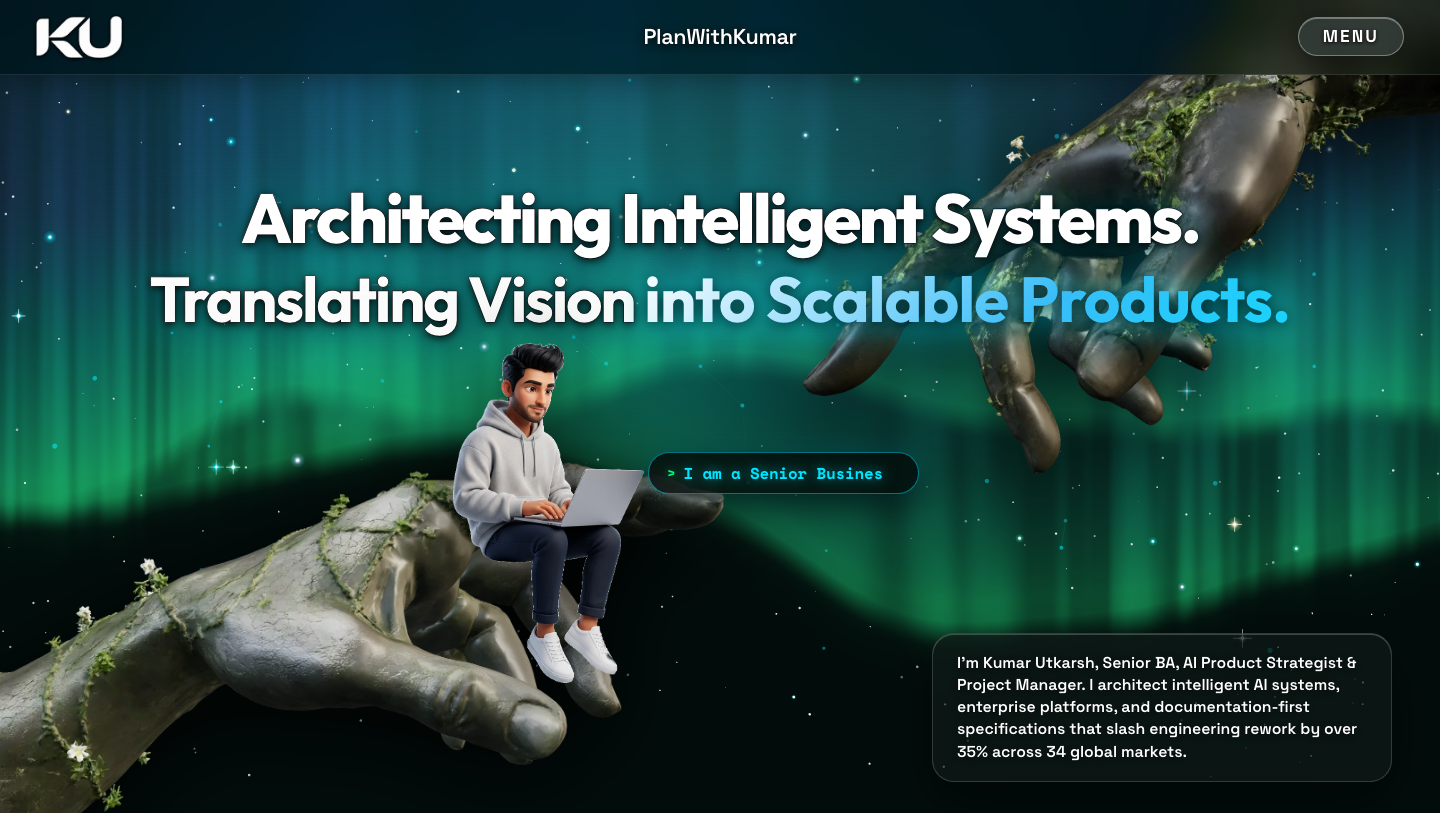 KU
PlanWithKumar
MENU
Architecting Intelligent Systems.
Translating Vision into Scalable Products.
> I am a Senior Busines
I'm Kumar Utkarsh, Senior BA, AI Product Strategist &
Project Manager. I architect intelligent AI systems,
enterprise platforms, and documentation-first
specifications that slash engineering rework by over
35% across 34 global markets.